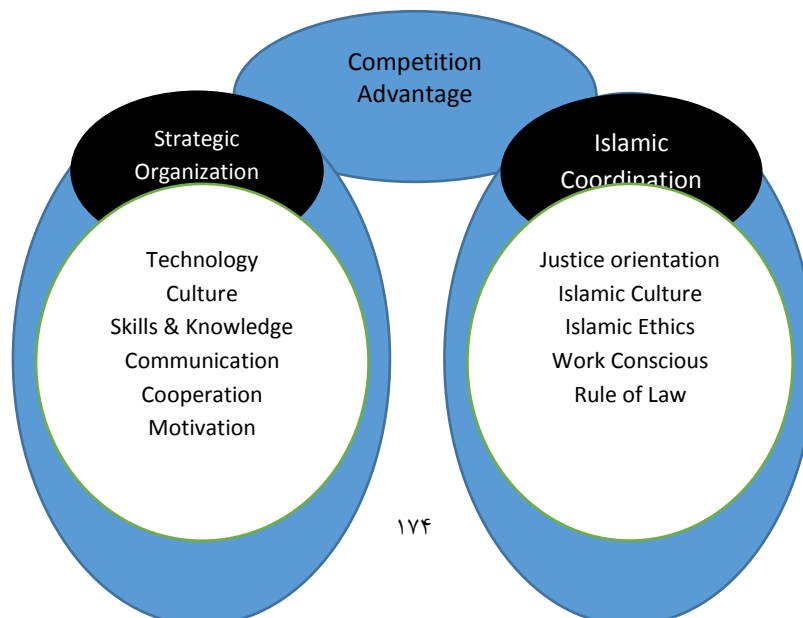 Competition
Advantage
Strategic
Organization
Technology
Culture
Skills & Knowledge
Communication
Cooperation
Motivation
Islamic
Coordination
Justice orientation
Islamic Culture
Islamic Ethics
Work Conscious
Rule of Law
۱۷۴